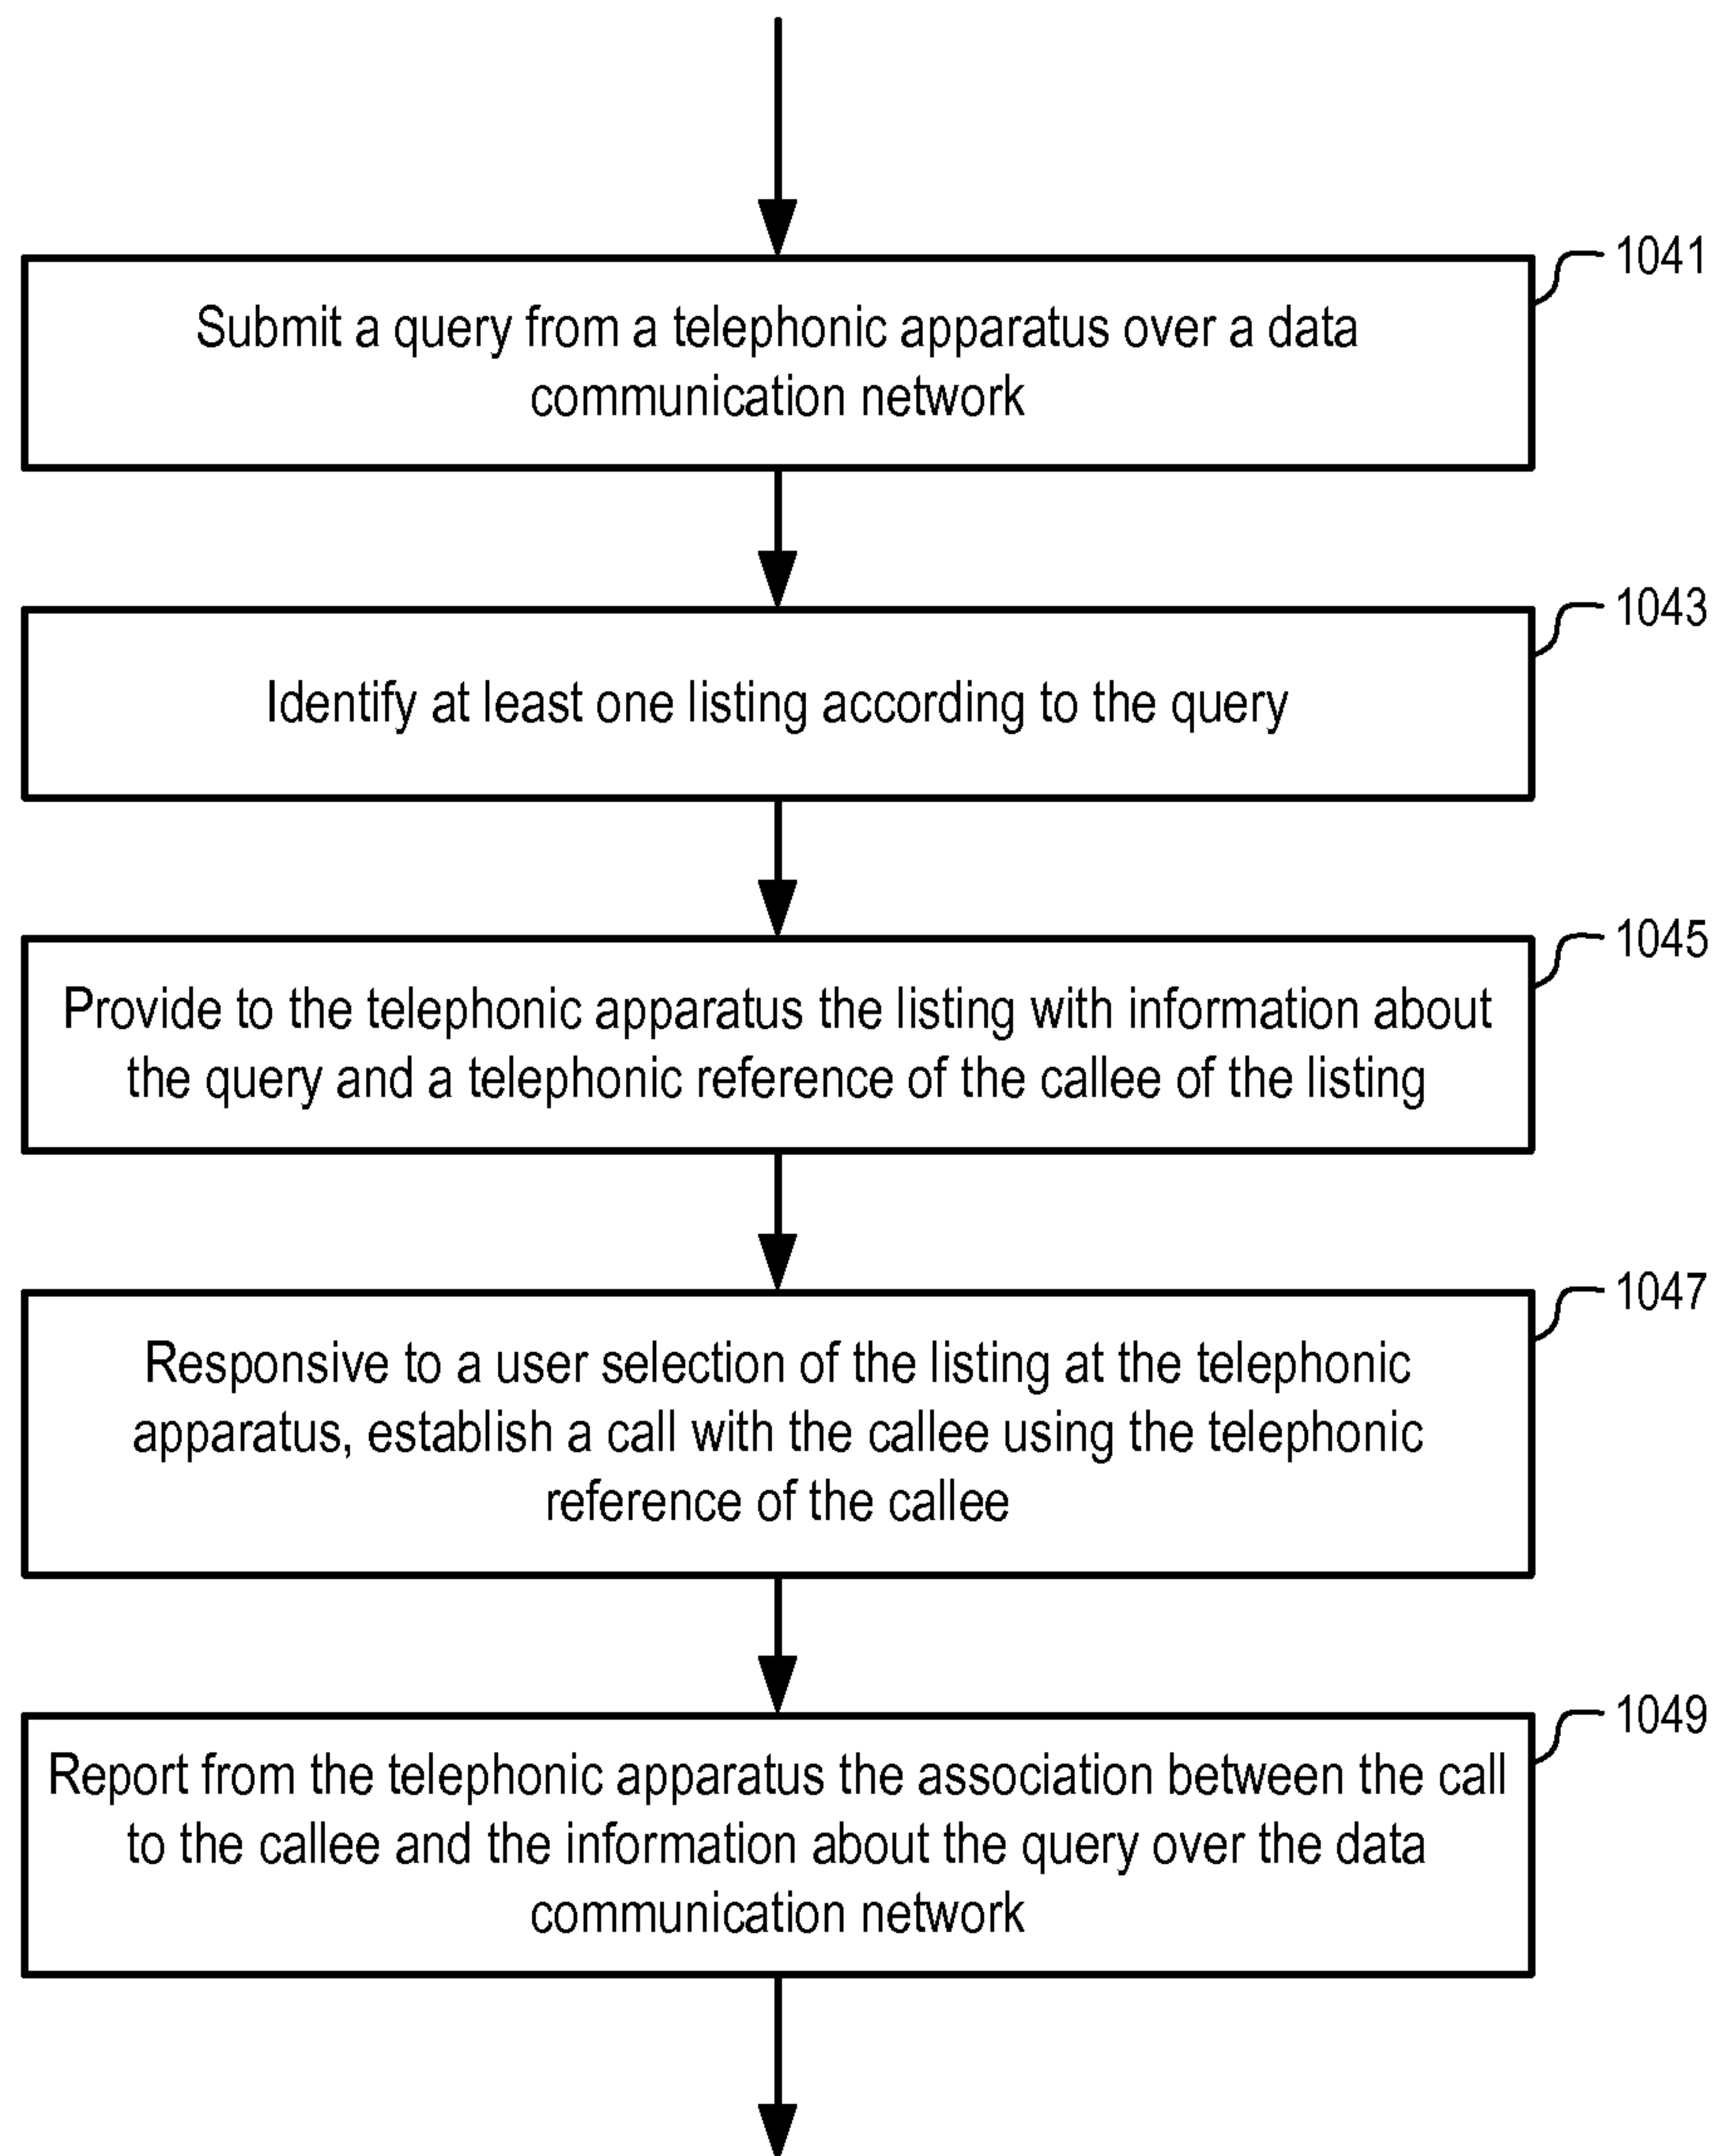 1041
Submit a query from a telephonic apparatus over a data
communication network
1043
Identify at least one listing according to the query
1045
Provide to the telephonic apparatus the listing with information about
the query and a telephonic reference of the callee of the listing
1047
Responsive to a user selection of the listing at the telephonic
apparatus, establish a call with the callee using the telephonic
reference of the callee
1049
Report from the telephonic apparatus the association between the call
to the callee and the information about the query over the data
communication network